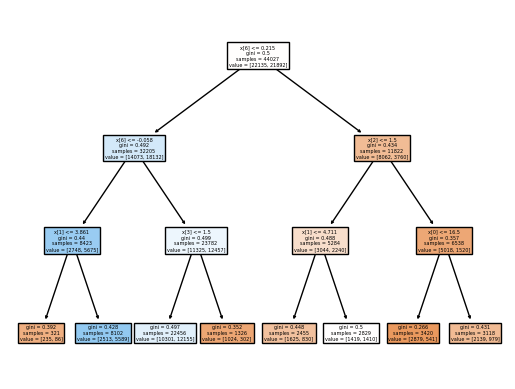 x[6] <= 0.215
gini = 0.5
samples = 44027
value = [22135, 21892]
x[6] <= -0.058
gini = 0.492
samples = 32205
value = [14073, 18132]
x[2] <= 1.5
gini = 0.434
samples = 11822
value = [8062, 3760]
x[1] <= 3.861
gini = 0.44
samples = 8423
value = [2748, 5675]
x[3] <= 1.5
gini = 0.499
samples = 23782
value = [11325, 12457]
x[1] <= 4.711
gini = 0.488
samples = 5284
value = [3044, 2240]
x[0] <= 16.5
gini = 0.357
samples = 6538
value = [5018, 1520]
gini = 0.392
samples = 321
value = [235, 86]
gini = 0.428
samples = 8102
value = [2513, 5589]
gini = 0.497
samples = 22456
value = [10301, 12155]
gini = 0.352
samples = 1326
value = [1024, 302]
gini = 0.448
samples = 2455
value = [1625, 830]
gini = 0.5
samples = 2829
value = [1419, 1410]
gini = 0.266
samples = 3420
value = [2879, 541]
gini = 0.431
samples = 3118
value = [2139, 979]